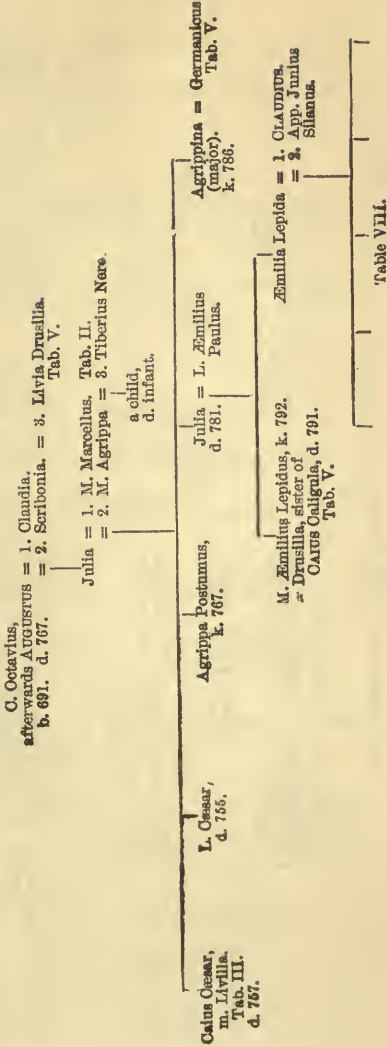 C. Octavius,
afterwards AUGUSTUS = 1. Claudia.
b. 691. d. 767. = 2. Scribonia. = 3. Livia Drusilla.
Tab. V.
Julia = 1. M. Marcellus. Tab. II.
= 2. M. Agrippa = 3. Tiberius Nero.
a child,
d. infant.
Caius Cæsar,
m. Livilla.
Tab. III.
d. 757.
L. Cæsar,
d. 755.
Agrippa Postumus,
k. 767.
Julia = L. Æmilius
d. 781. Paulus.
Agrippina = Germanicus
(major). Tab. V.
k. 786.
M. Æmilius Lepidus, k. 792.
= Drusilla, sister of
CAIUS Caligula, d. 791.
Tab. V.
Æmilia Lepida = 1. CLAUDIUS.
= 2. App. Junius
Silanus.
Table VIII.